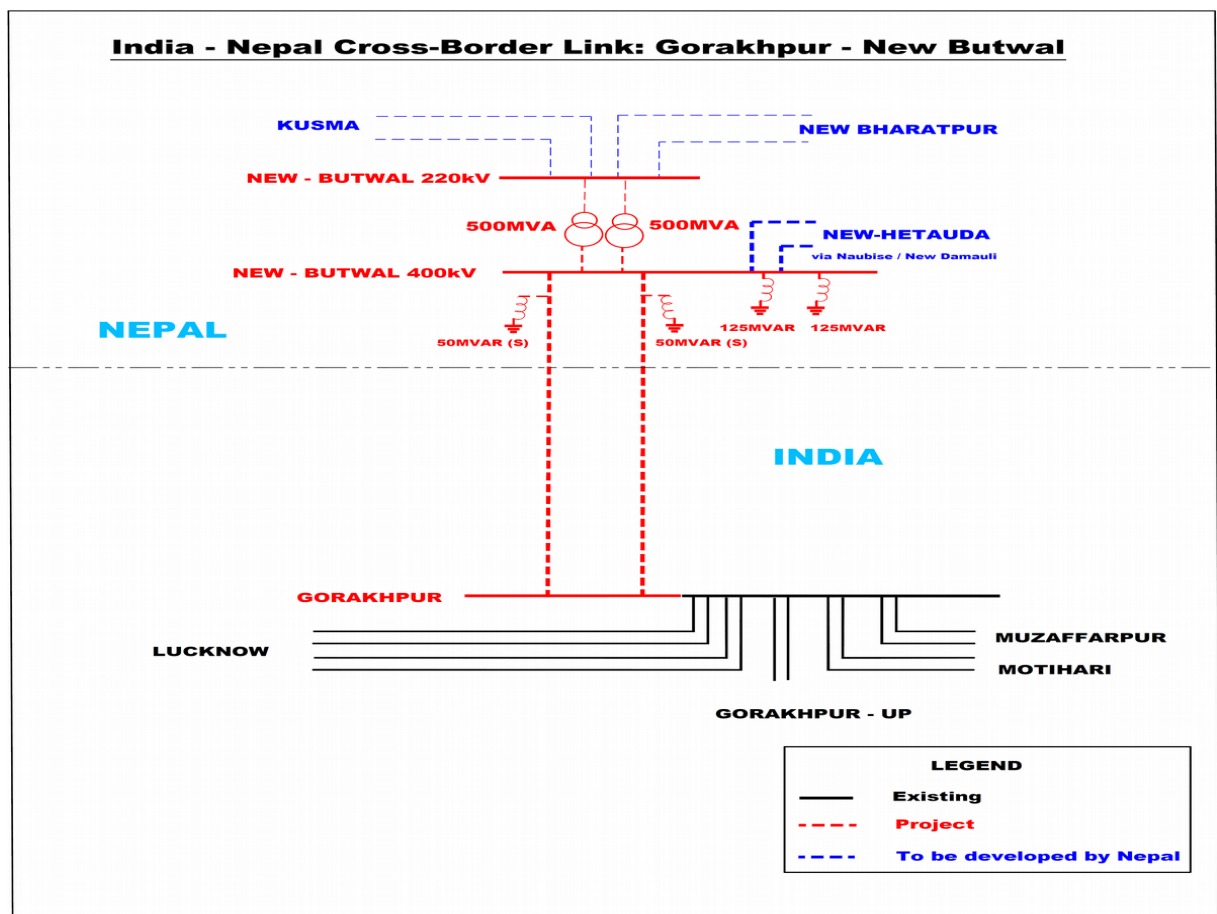 India - Nepal Cross-Border Link: Gorakhpur - New Butwal
KUSMA
NEW BHARATPUR
NEW - BUTWAL 220kV
500MVA
500MVA
NEW-HETAUDA
via Naubise / New Damauli
NEW - BUTWAL 400kV
NEPAL
50MVAR (S)
50MVAR (S)
125MVAR
125MVAR
INDIA
GORAKHPUR
LUCKNOW
MUZAFFARPUR
MOTIHARI
GORAKHPUR - UP
LEGEND
Existing
Project
To be developed by Nepal